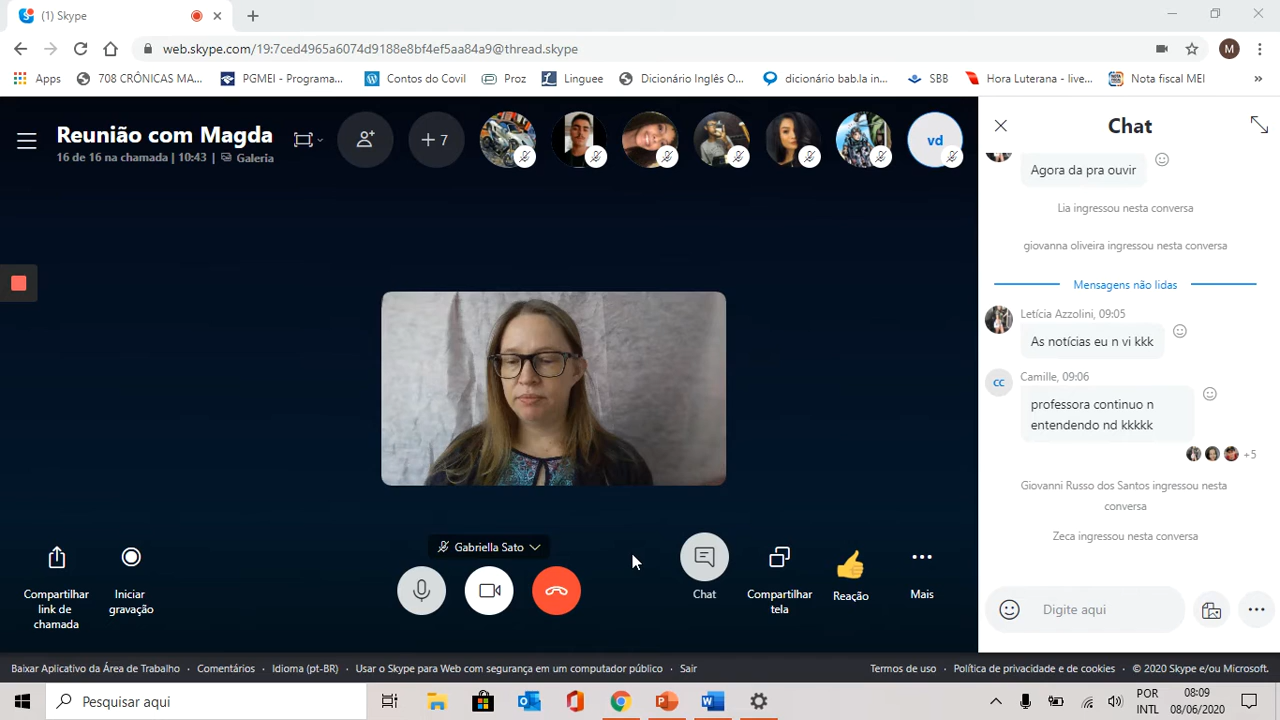 (1) Skype
web.skype.com/19:7ced4965a6074d9188e8bf4ef5aa84a9@thread.skype
M
Apps 708 CRÔNICAS MA... PGMEI - Programa... Contos do Covil Proz Linguee Dicionário Inglês O... dicionário bab.la in... SBB Hora Luterana - live... Nota fiscal MEI »
Reunião com Magda
16 de 16 na chamada | 10:43 | Galeria
+ 7
vd
Chat
Agora da pra ouvir
Lia ingressou nesta conversa
giovanna oliveira ingressou nesta conversa
Mensagens não lidas
Letícia Azzolini, 09:05
As notícias eu n vi kkk
Camille, 09:06
CC
professora continuo n
entendendo nd kkkkk
+5
Giovanni Russo dos Santos ingressou nesta
conversa
Zeca ingressou nesta conversa
Digite aqui
Gabriella Sato
Compartilhar
link de
chamada
Iniciar
gravação
Chat
Compartilhar
tela
Reação
Mais
Baixar Aplicativo da Área de Trabalho Comentários Idioma (pt-BR) Usar o Skype para Web com segurança em um computador público Sair Termos de uso Política de privacidade e de cookies © 2020 Skype e/ou Microsoft.
Pesquisar aqui
POR
INTL
08:09
08/06/2020